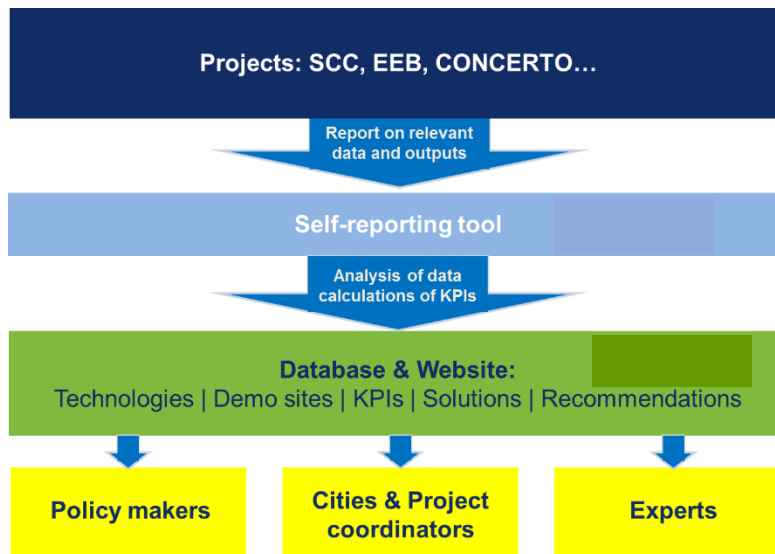 Projects: SCC, EEB, CONCERTO...
Report on relevant
data and outputs
Self-reporting tool
Analysis of data
calculations of KPIs
Database & Website:
Technologies | Demo sites | KPIs | Solutions | Recommendations
Policy makers
Cities & Project
coordinators
Experts